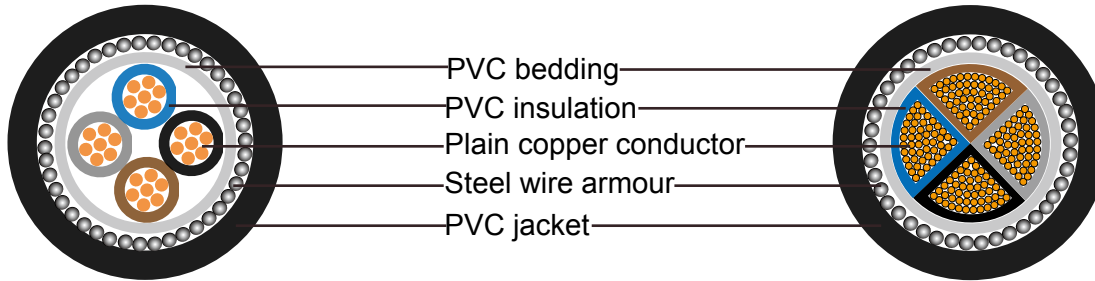 PVC bedding
PVC insulation
Plain copper conductor
Steel wire armour
PVC jacket